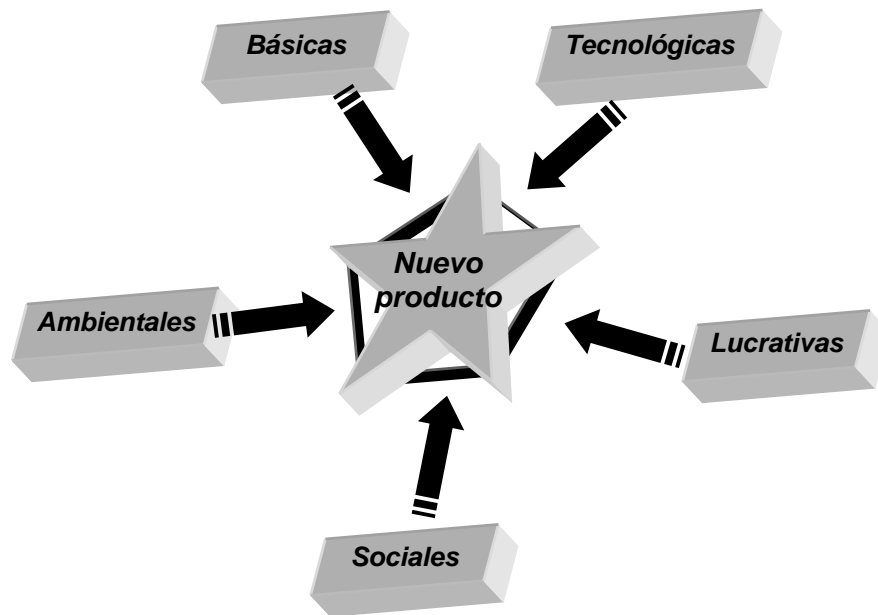 Básicas
Tecnológicas
Nuevo
producto
Ambientales
Lucrativas
Sociales